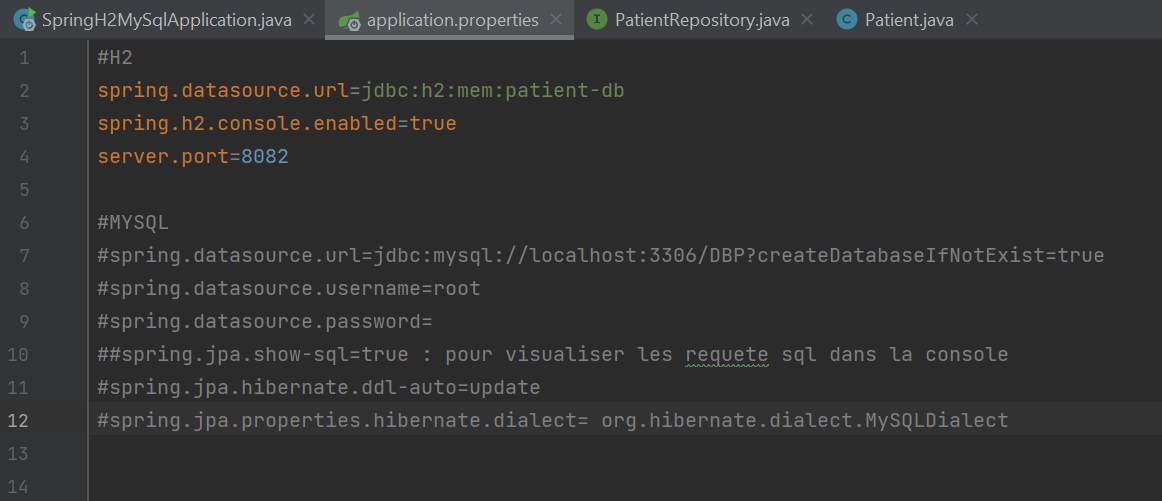 SpringH2MySqlApplication.java application.properties PatientRepository.java Patient.java
1 #H2
2 spring.datasource.url=jdbc:h2:mem:patient-db
3 spring.h2.console.enabled=true
4 server.port=8082
5
6 #MYSQL
7 #spring.datasource.url=jdbc:mysql://localhost:3306/DBP?createDatabaseIfNotExist=true
8 #spring.datasource.username=root
9 #spring.datasource.password=
10 ##spring.jpa.show-sql=true : pour visualiser les requete sql dans la console
11 #spring.jpa.hibernate.ddl-auto=update
12 #spring.jpa.properties.hibernate.dialect= org.hibernate.dialect.MySQLDialect
13
14